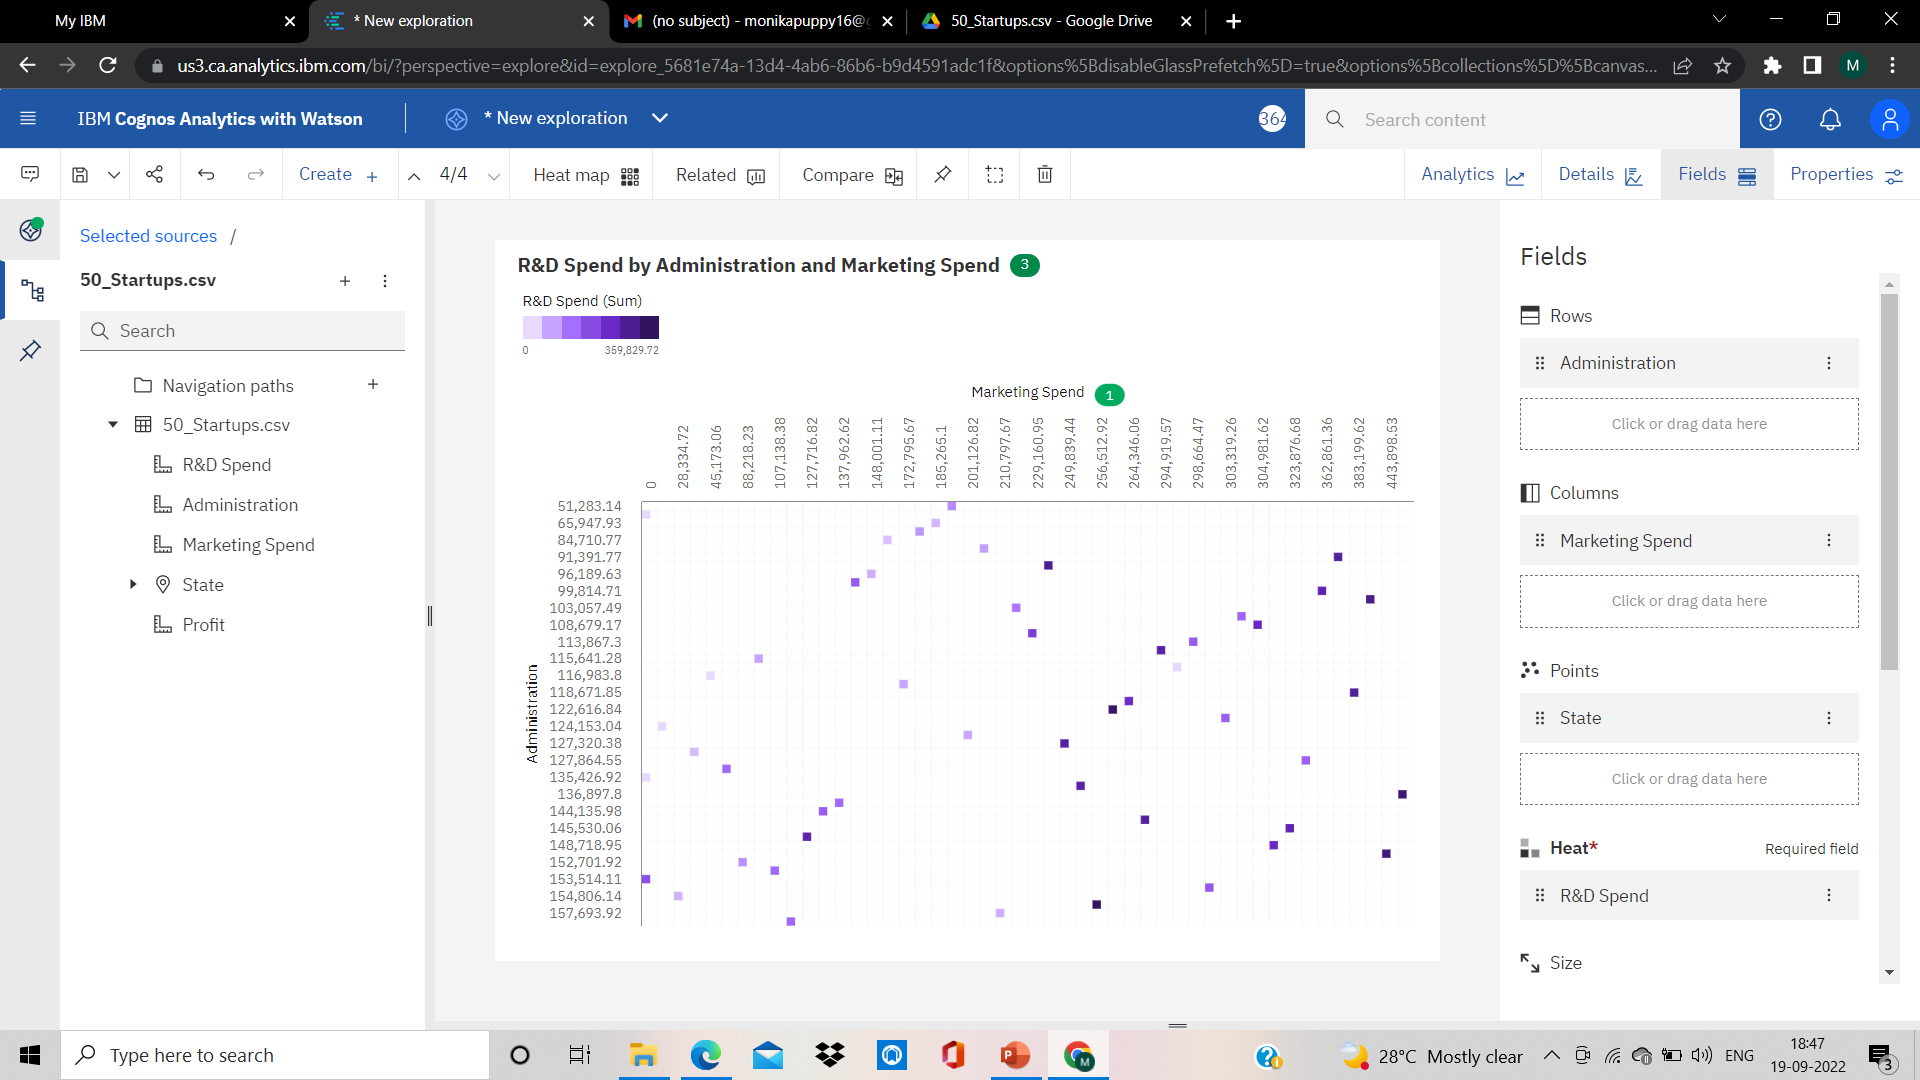 My IBM
* New exploration
(no subject) - monikapuppy16@
50_Startups.csv - Google Drive
us3.ca.analytics.ibm.com/bi/?perspective=explore&id=explore_5681e74a-13d4-4ab6-86b6-b9d4591adc1f&options%5BdisableGlassPrefetch%5D=true&options%5Bcollections%5D%5Bcanvas...
M
IBM Cognos Analytics with Watson
* New exploration
364
Search content
Create
4/4
Heat map
Related
Compare
Analytics
Details
Fields
Properties
Selected sources /
50_Startups.csv
Search
Navigation paths
50_Startups.csv
R&D Spend
Administration
Marketing Spend
State
Profit
R&D Spend by Administration and Marketing Spend 3
R&D Spend (Sum)
0 359,829.72
Marketing Spend 1
0
28,334.72
45,173.06
88,218.23
107,138.38
127,716.82
137,962.62
148,001.11
172,795.67
185,265.1
201,126.82
210,797.67
229,160.95
249,839.44
256,512.92
264,346.06
294,919.57
298,664.47
303,319.26
304,981.62
323,876.68
362,861.36
383,199.62
443,898.53
Administration
51,283.14
65,947.93
84,710.77
91,391.77
96,189.63
99,814.71
103,057.49
108,679.17
113,867.3
115,641.28
116,983.8
118,671.85
122,616.84
124,153.04
127,320.38
127,864.55
135,426.92
136,897.8
144,135.98
145,530.06
148,718.95
152,701.92
153,514.11
154,806.14
157,693.92
Fields
Rows
Administration
Click or drag data here
Columns
Marketing Spend
Click or drag data here
Points
State
Click or drag data here
Heat* Required field
R&D Spend
Size
Type here to search
28°C Mostly clear
ENG
18:47
19-09-2022
3